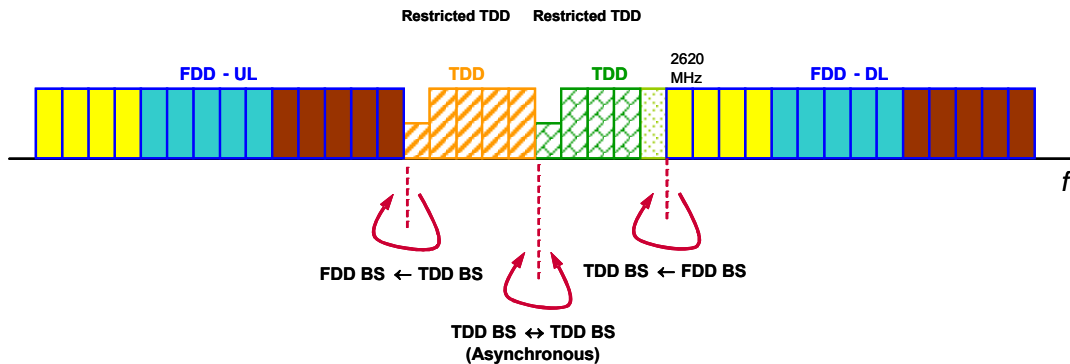 Restricted TDD
Restricted TDD
FDD - UL
TDD
TDD
2620
MHz
FDD - DL
f
FDD BS ← TDD BS
TDD BS ← FDD BS
TDD BS ↔ TDD BS
(Asynchronous)